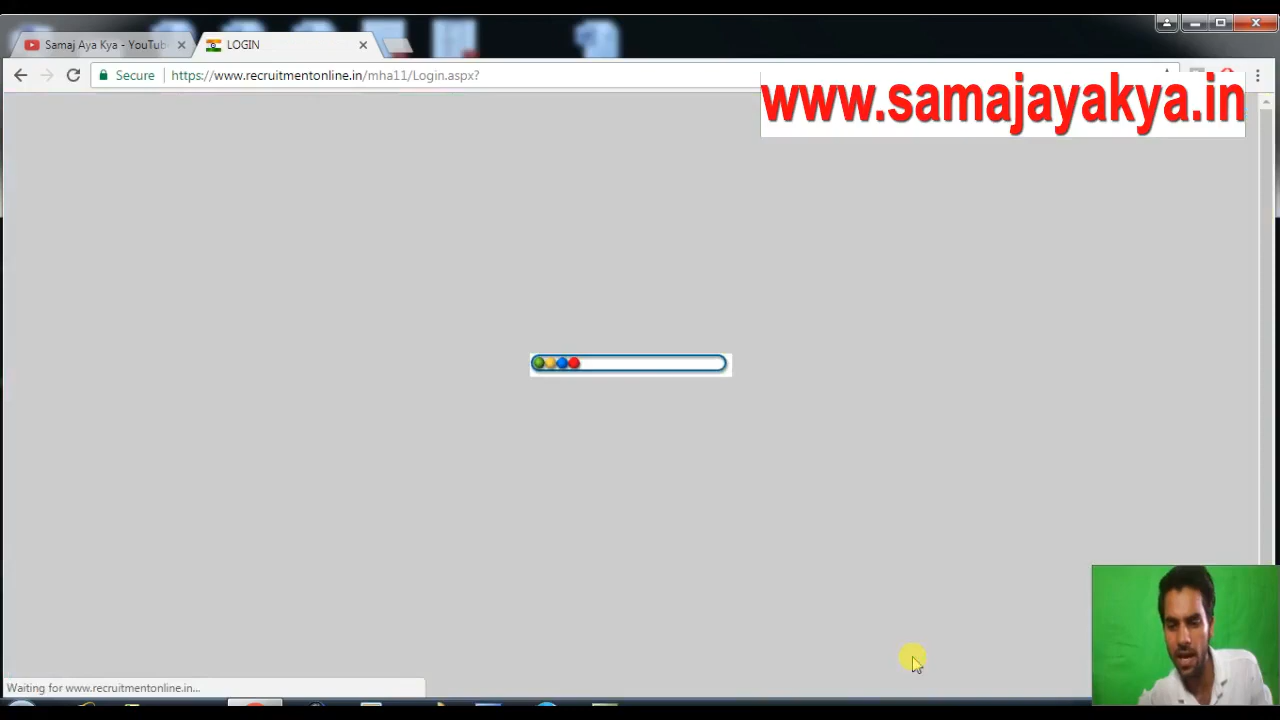 Samaj Aya Kya - YouTub
LOGIN
Secure
https://www.recruitmentonline.in/mha11/Login.aspx?
www.samajayakya.in
Waiting for www.recruitmentonline.in...